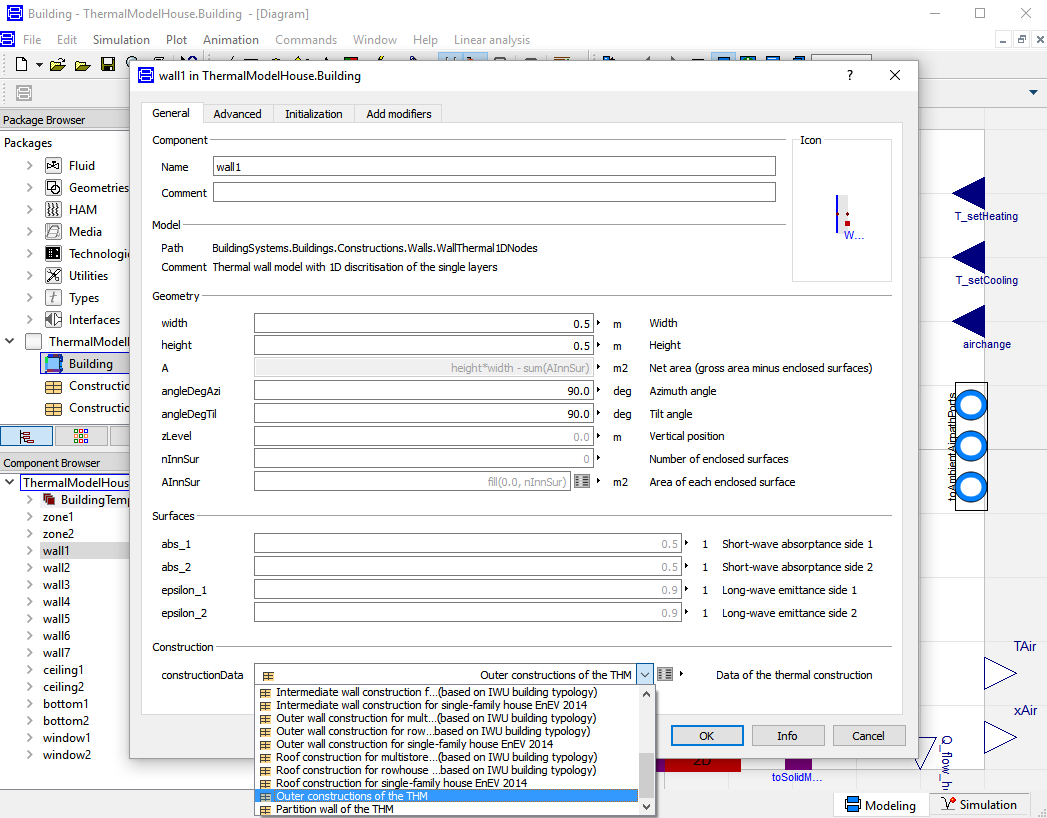 Building - ThermalModelHouse.Building - [Diagram]
File Edit Simulation Plot Animation Commands Window Help Linear analysis
wall1 in ThermalModelHouse.Building
?
Package Browser
Packages
Fluid
Geometries
HAM
Media
Technologi
Utilities
Types
Interfaces
ThermalModell
Building
Constructio
Constructio
Component Browser
ThermalModelHous
BuildingTemp
zone1
zone2
wall1
wall2
wall3
wall4
wall5
wall6
wall7
ceiling1
ceiling2
bottom1
bottom2
window1
window2
General Advanced Initialization Add modifiers
Component
Name wall1
Comment
Icon
W...
Model
Path BuildingSystems.Buildings.Constructions.Walls.WallThermal1DNodes
Comment Thermal wall model with 1D discritisation of the single layers
Geometry
width 0.5 m Width
height 0.5 m Height
A height*width - sum(AInnSur) m2 Net area (gross area minus enclosed surfaces)
angleDegAzi 90.0 deg Azimuth angle
angleDegTil 90.0 deg Tilt angle
zLevel 0.0 m Vertical position
nInnSur 0 Number of enclosed surfaces
AInnSur fill(0.0, nInnSur) m2 Area of each enclosed surface
Surfaces
abs_1 0.5 1 Short-wave absorptance side 1
abs_2 0.5 1 Short-wave absorptance side 2
epsilon_1 0.9 1 Long-wave emittance side 1
epsilon_2 0.9 1 Long-wave emittance side 2
Construction
constructionData Outer constructions of the THM Data of the thermal construction
Intermediate wall construction f...(based on IWU building typology)
Intermediate wall construction for single-family house EnEV 2014
Outer wall construction for mult...(based on IWU building typology)
Outer wall construction for row...based on IWU building typology)
Outer wall construction for single-family house EnEV 2014
Roof construction for multistore...(based on IWU building typology)
Roof construction for rowhouse ...based on IWU building typology)
Roof construction for single-family house EnEV 2014
Outer constructions of the THM
Partition wall of the THM
OK Info Cancel
T_setHeating
T_setCooling
airchange
toAmbientAirpathPorts
TAir
xAir
2D
toSolidM...
Modeling Simulation